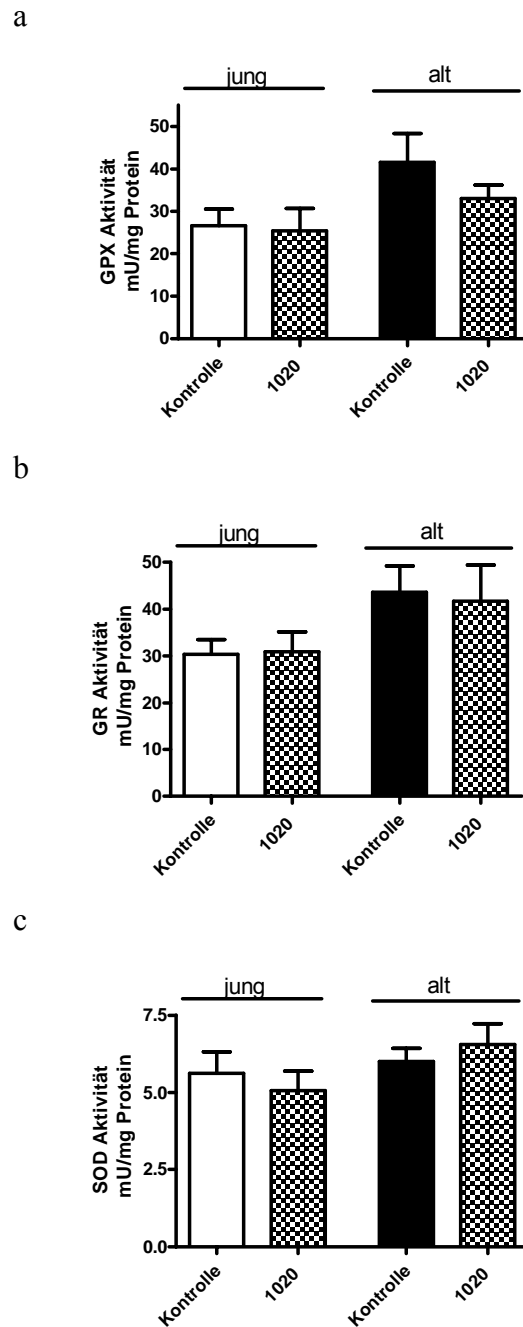 a
jung alt
GPX Aktivität
mU/mg Protein
50
40
30
20
10
0
Kontrolle 1020 Kontrolle 1020
b
jung alt
GR Aktivität
mU/mg Protein
50
40
30
20
10
0
Kontrolle 1020 Kontrolle 1020
c
jung alt
SOD Aktivität
mU/mg Protein
7.5
5.0
2.5
0.0
Kontrolle 1020 Kontrolle 1020